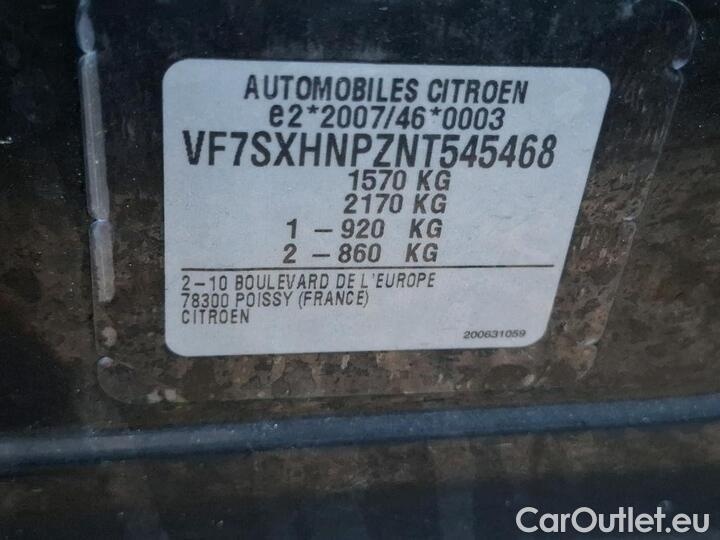 AUTOMOBILES CITROEN
e2*2007/46*0003
VF7SXHNPZNT545468
1570 KG
2170 KG
1 – 920 KG
2 – 860 KG
2–10 BOULEVARD DE L'EUROPE
78300 POISSY (FRANCE)
CITROEN
200631059
CarOutlet.eu